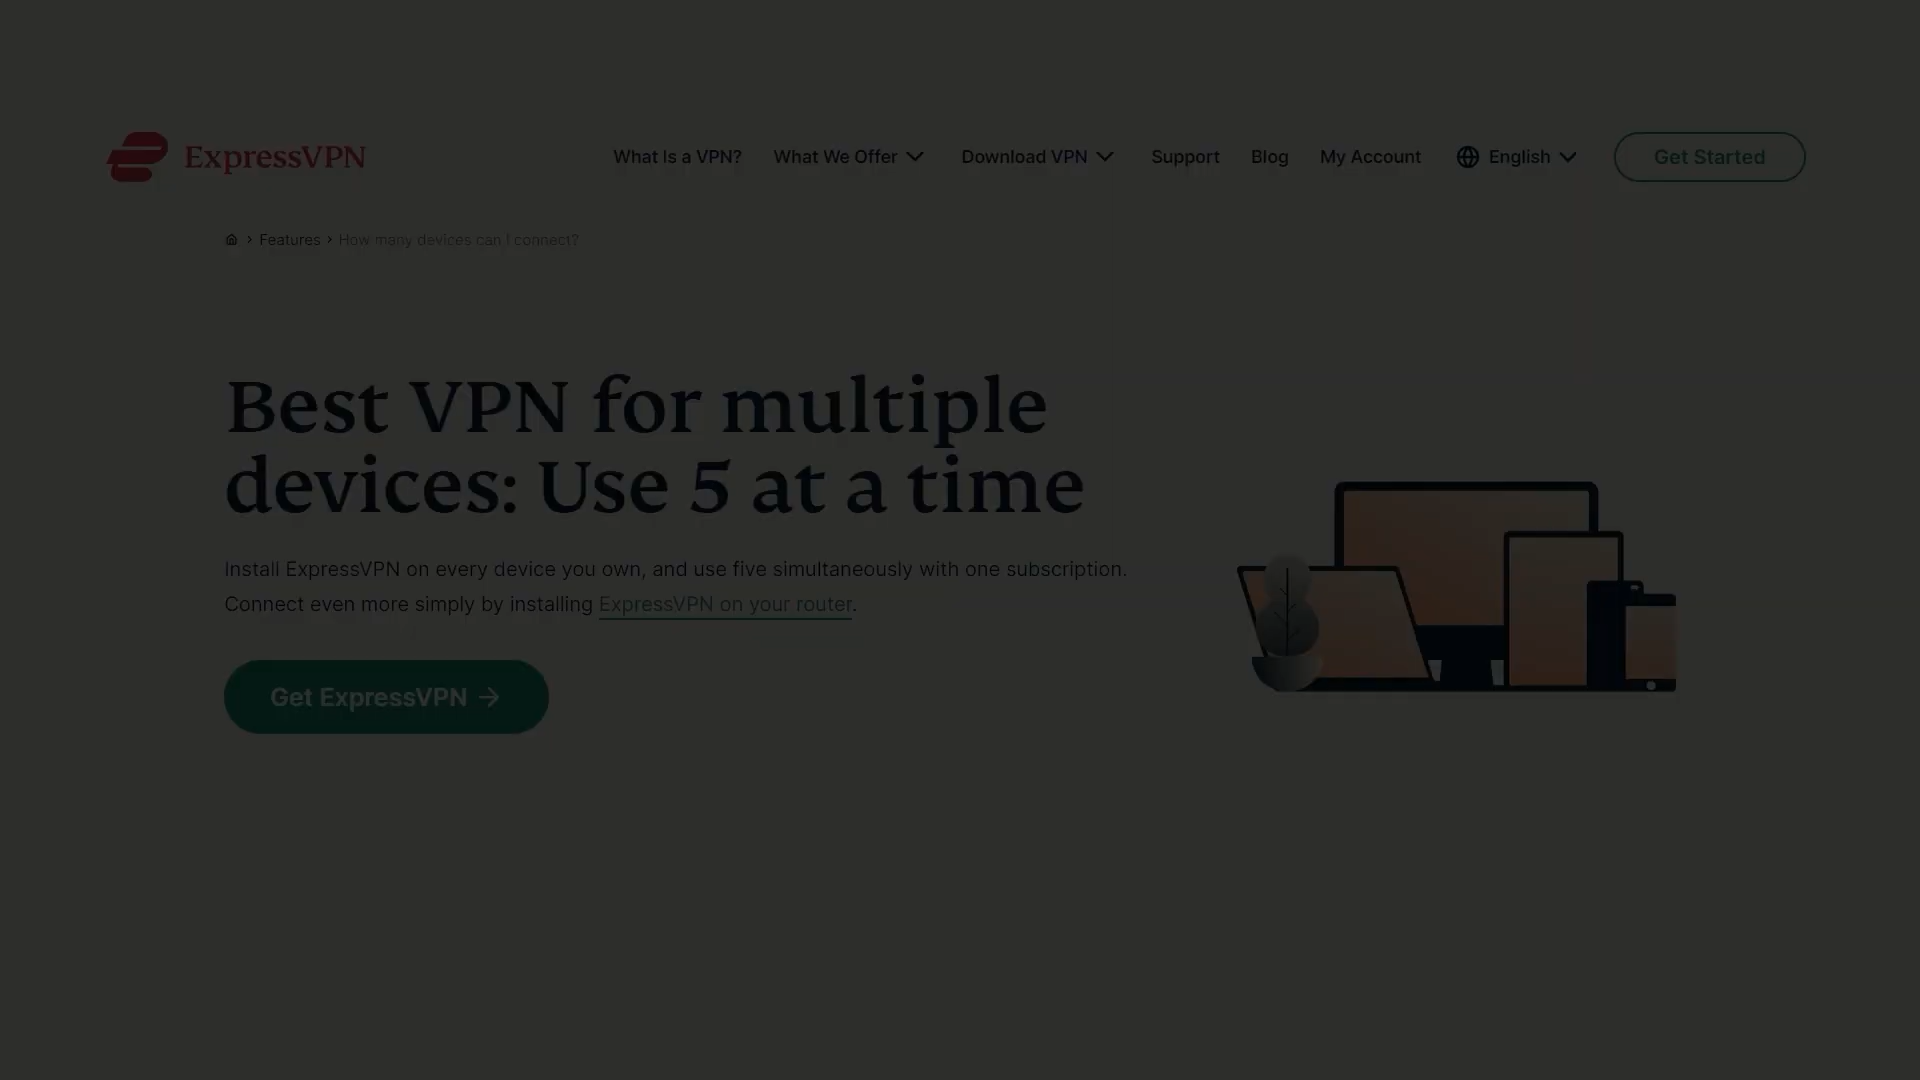 ExpressVPN
What Is a VPN? What We Offer Download VPN Support Blog My Account English Get Started
Features > How many devices can I connect?
Best VPN for multiple
devices: Use 5 at a time
Install ExpressVPN on every device you own, and use five simultaneously with one subscription.
Connect even more simply by installing ExpressVPN on your router.
Get ExpressVPN →